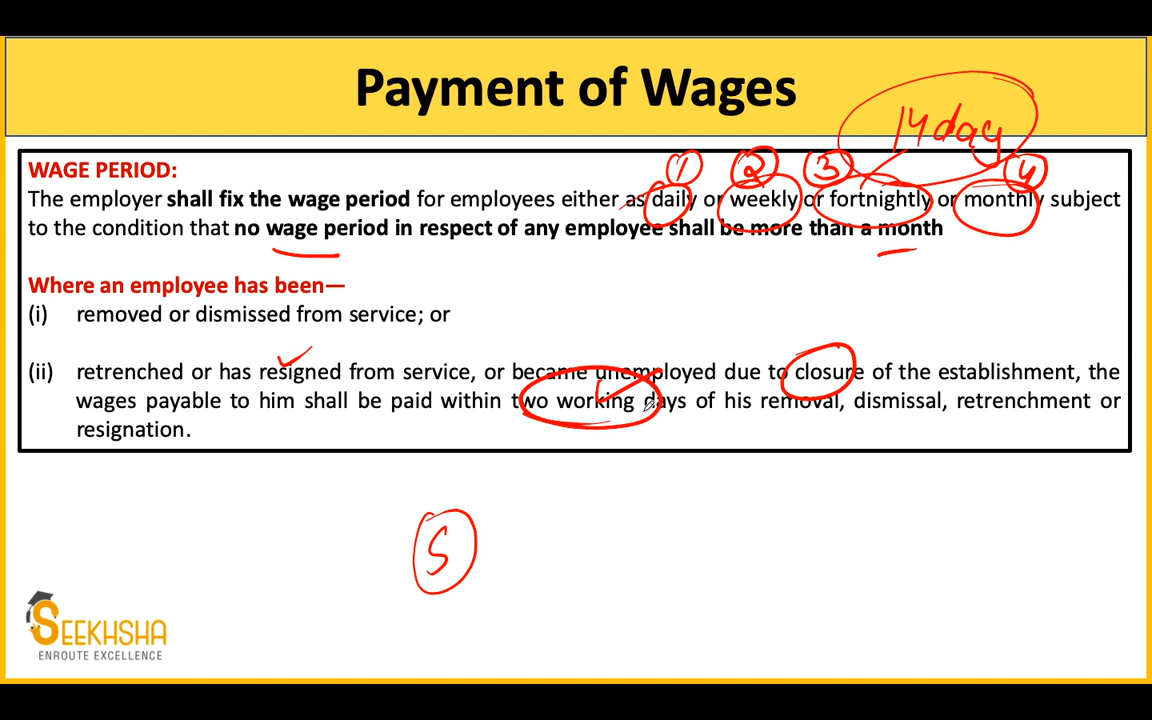 Payment of Wages
14 day
WAGE PERIOD:
1 2 3 4
The employer shall fix the wage period for employees either as daily or weekly or fortnightly or monthly subject
to the condition that no wage period in respect of any employee shall be more than a month
Where an employee has been—
(i) removed or dismissed from service; or
(ii) retrenched or has resigned from service, or became unemployed due to closure of the establishment, the
wages payable to him shall be paid within two working days of his removal, dismissal, retrenchment or
resignation.
S
SEEKHSHA
ENROUTE EXCELLENCE